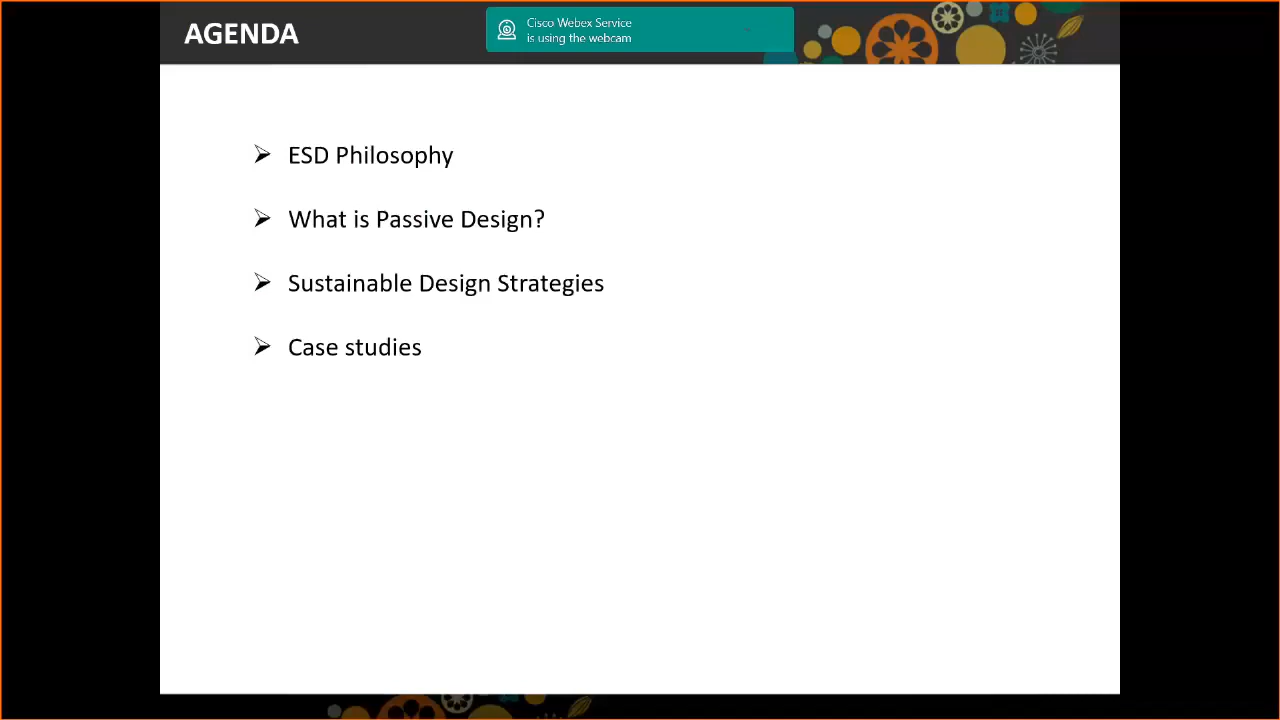 AGENDA
Cisco Webex Service
is using the webcam
ESD Philosophy
What is Passive Design?
Sustainable Design Strategies
Case studies